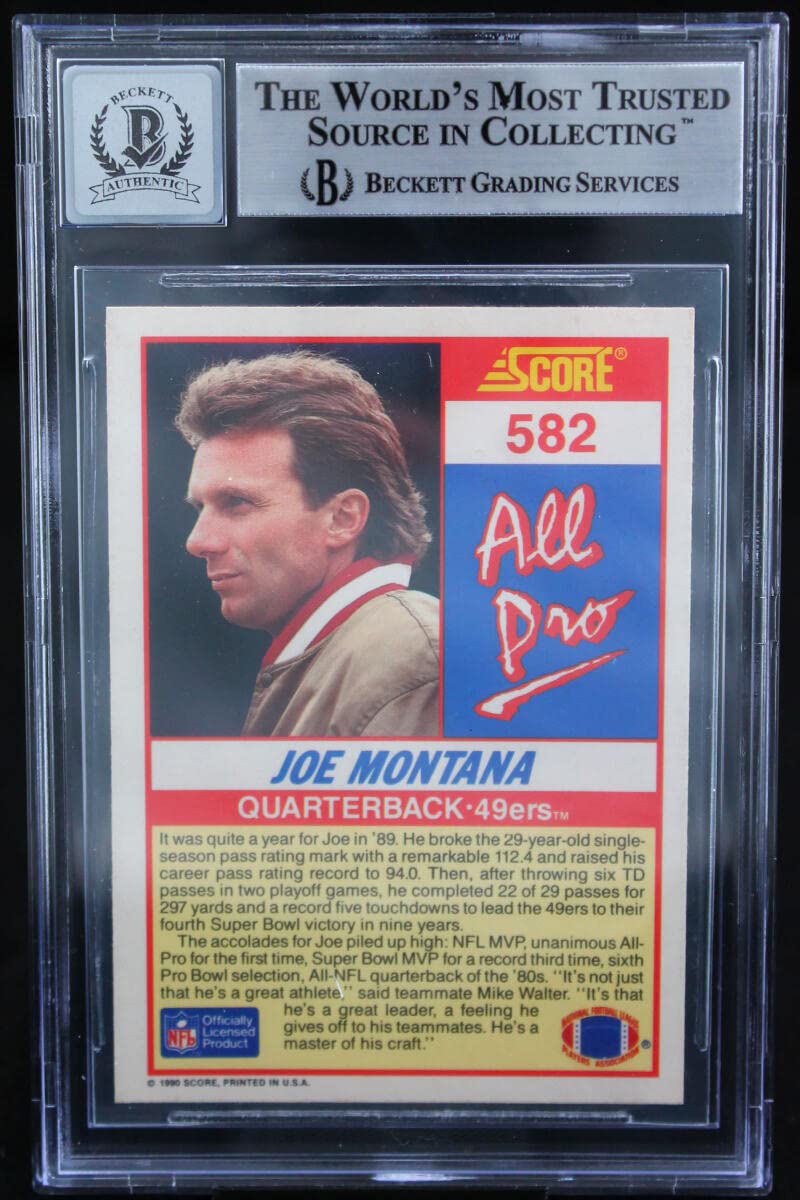 BECKETT
B
AUTHENTIC
THE WORLD'S MOST TRUSTED
SOURCE IN COLLECTING™
B BECKETT GRADING SERVICES
SCORE®
582
All
Pro
JOE MONTANA
QUARTERBACK·49ers™
It was quite a year for Joe in '89. He broke the 29-year-old single-
season pass rating mark with a remarkable 112.4 and raised his
career pass rating record to 94.0. Then, after throwing six TD
passes in two playoff games, he completed 22 of 29 passes for
297 yards and a record five touchdowns to lead the 49ers to their
fourth Super Bowl victory in nine years.
The accolades for Joe piled up high: NFL MVP, unanimous All-
Pro for the first time, Super Bowl MVP for a record third time, sixth
Pro Bowl selection, All-NFL quarterback of the '80s. "It's not just
that he's a great athlete," said teammate Mike Walter. "It's that
he's a great leader, a feeling he
gives off to his teammates. He's a
master of his craft."
NFL
Officially
Licensed
Product
NATIONAL FOOTBALL LEAGUE
PLAYERS ASSOCIATION
®
© 1990 SCORE, PRINTED IN U.S.A.